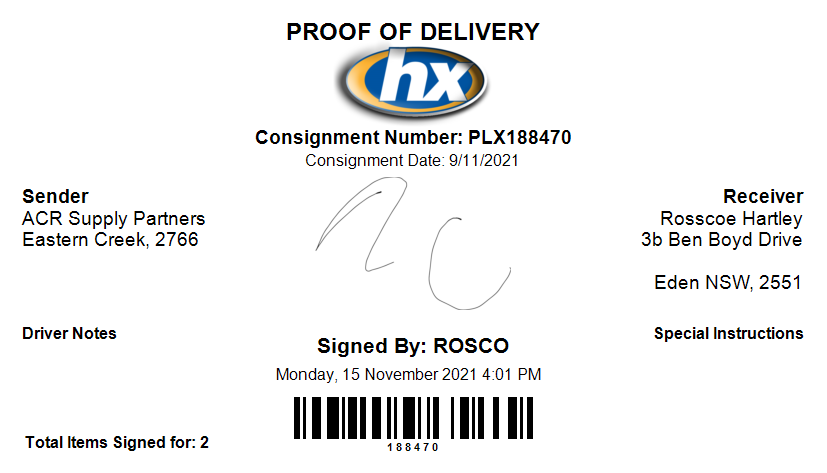 PROOF OF DELIVERY
hx
Consignment Number: PLX188470
Consignment Date: 9/11/2021
Sender
ACR Supply Partners
Eastern Creek, 2766
Receiver
Rosscoe Hartley
3b Ben Boyd Drive
Eden NSW, 2551
Driver Notes
Special Instructions
Signed By: ROSCO
Monday, 15 November 2021 4:01 PM
188470
Total Items Signed for: 2